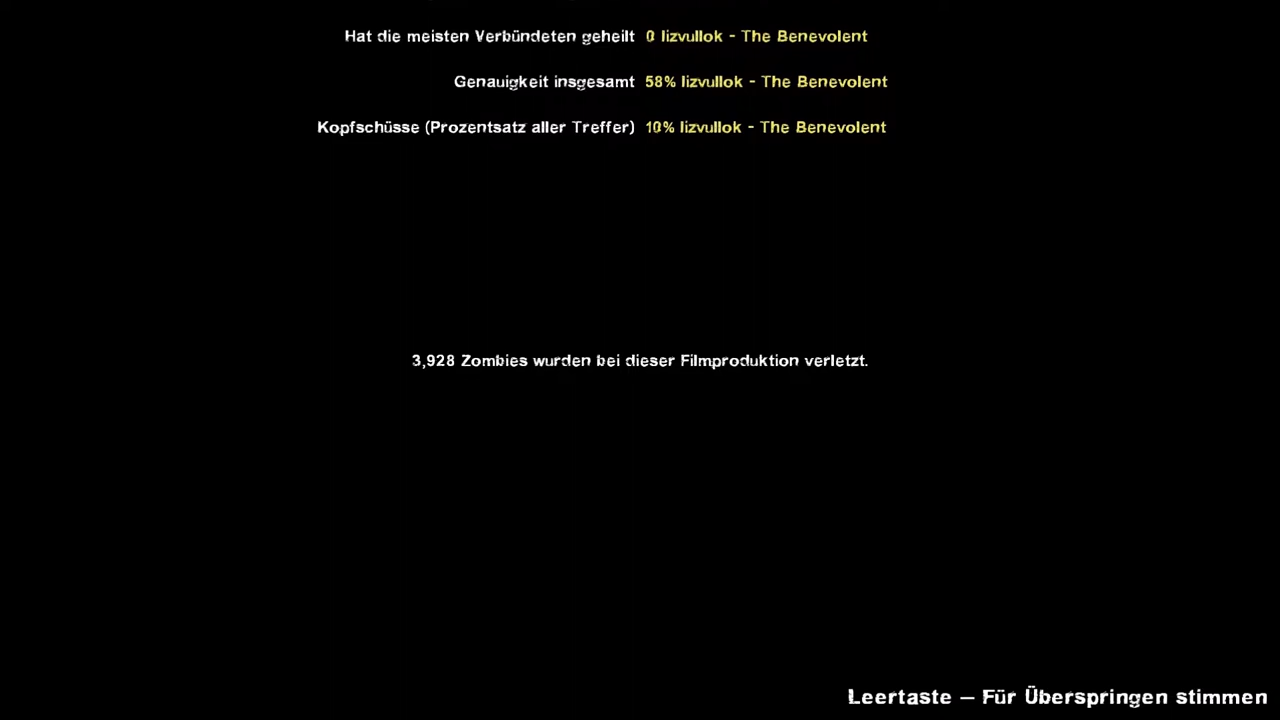 Hat die meisten Verbündeten geheilt 0 lizvullok - The Benevolent
Genauigkeit insgesamt 58% lizvullok - The Benevolent
Kopfschüsse (Prozentsatz aller Treffer) 10% lizvullok - The Benevolent
3,928 Zombies wurden bei dieser Filmproduktion verletzt.
Leertaste – Für Überspringen stimmen